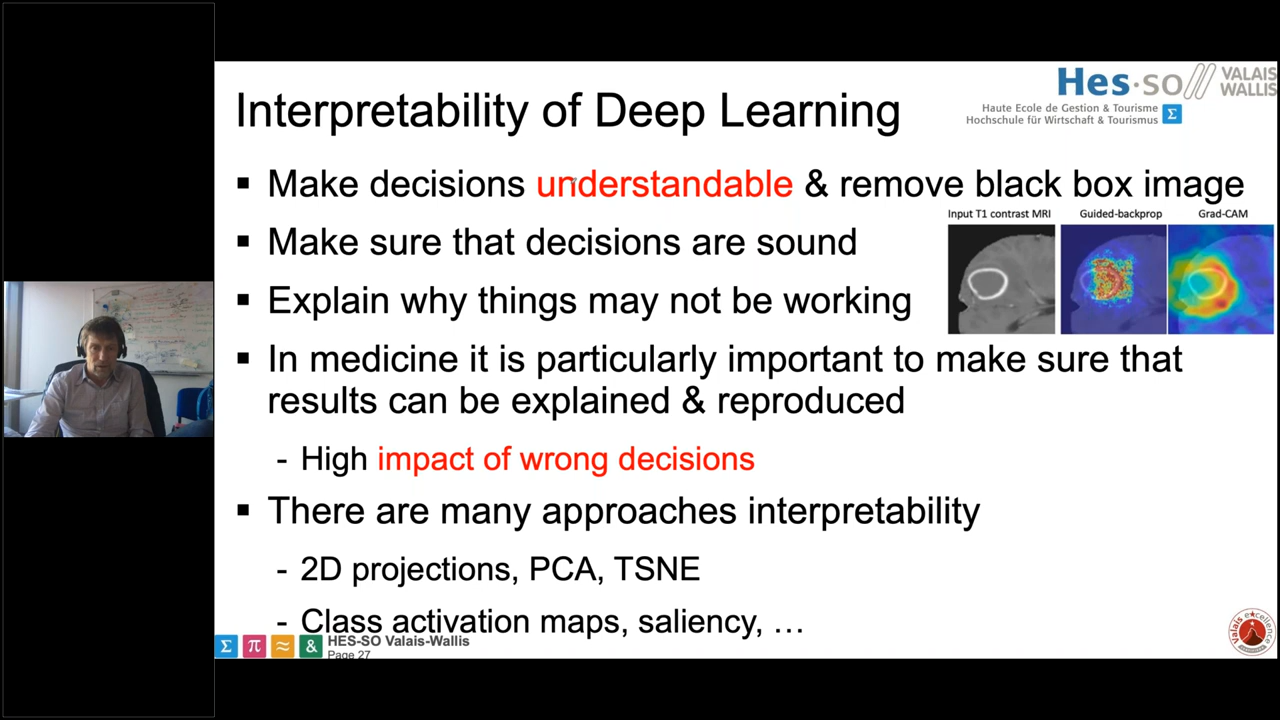 Hes·so VALAIS WALLIS
Haute Ecole de Gestion & Tourisme
Hochschule für Wirtschaft & Tourismus Σ
Interpretability of Deep Learning
▪ Make decisions understandable & remove black box image
Input T1 contrast MRI Guided-backprop Grad-CAM
▪ Make sure that decisions are sound
▪ Explain why things may not be working
▪ In medicine it is particularly important to make sure that
results can be explained & reproduced
- High impact of wrong decisions
▪ There are many approaches interpretability
- 2D projections, PCA, TSNE
- Class activation maps, saliency, …
Σ π ≈ & HES-SO Valais-Wallis
Page 27